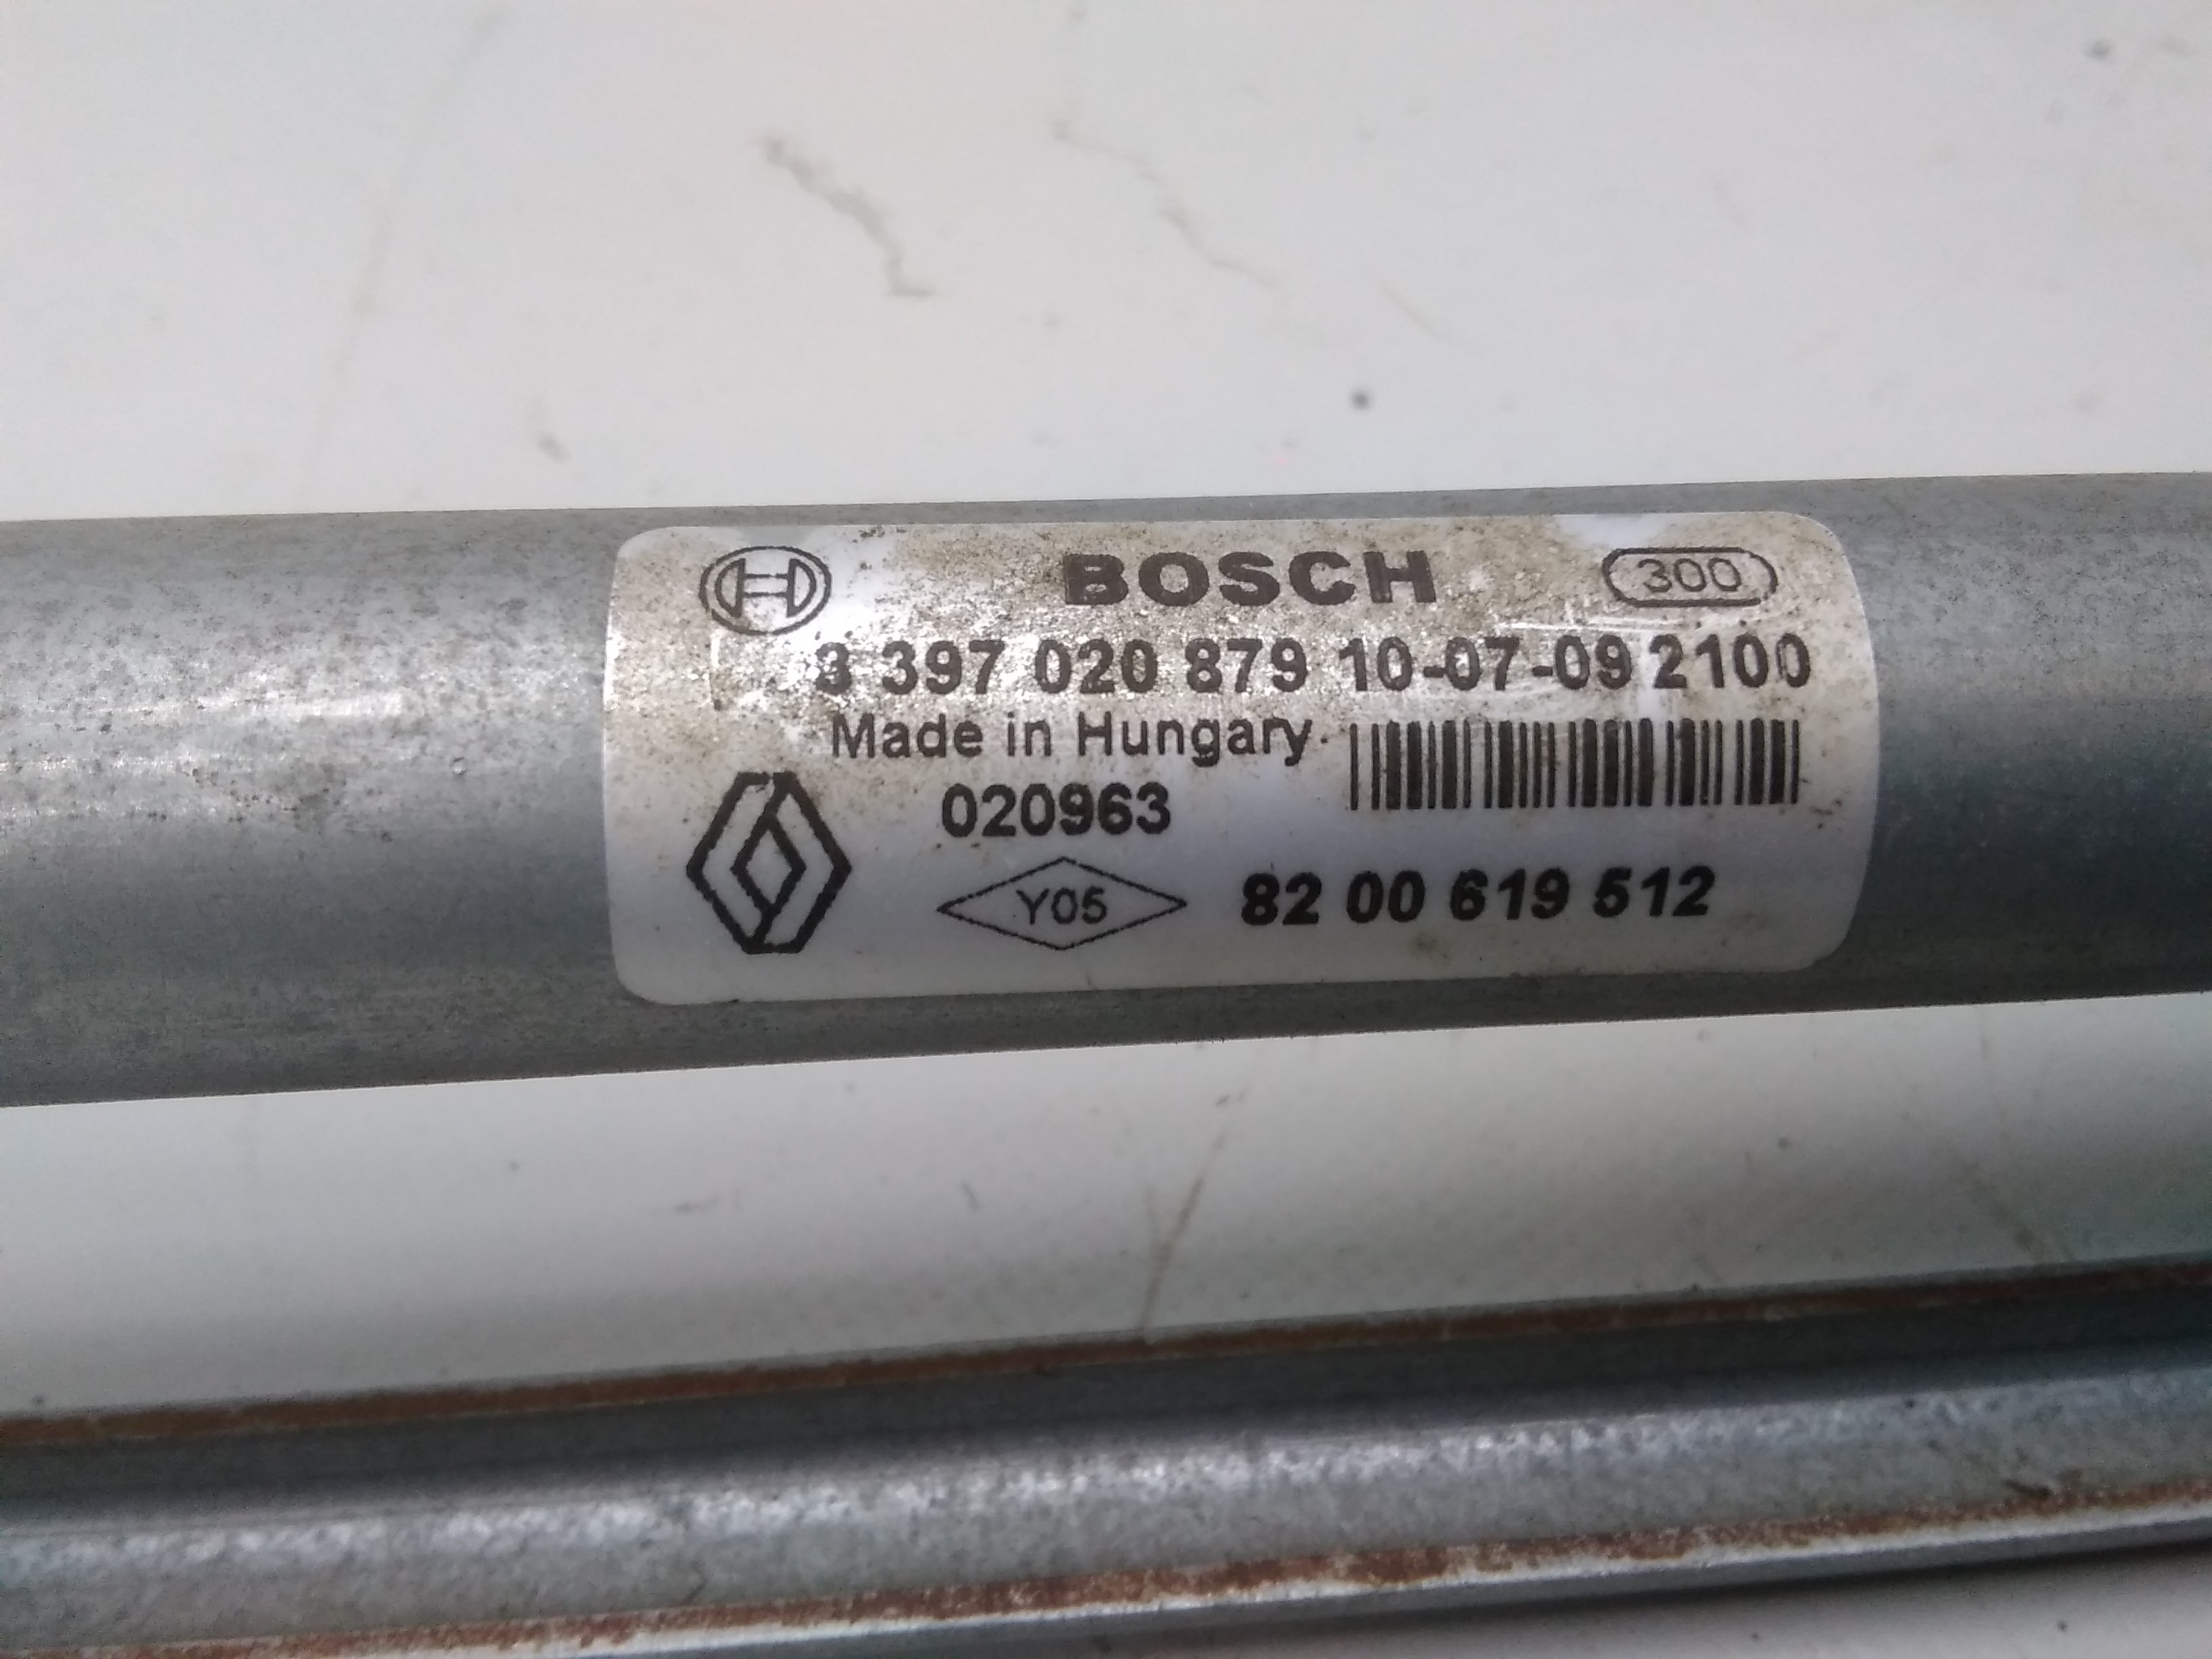 BOSCH 300
3 397 020 879 10-07-09 2100
Made in Hungary
020963
Y05 82 00 619 512